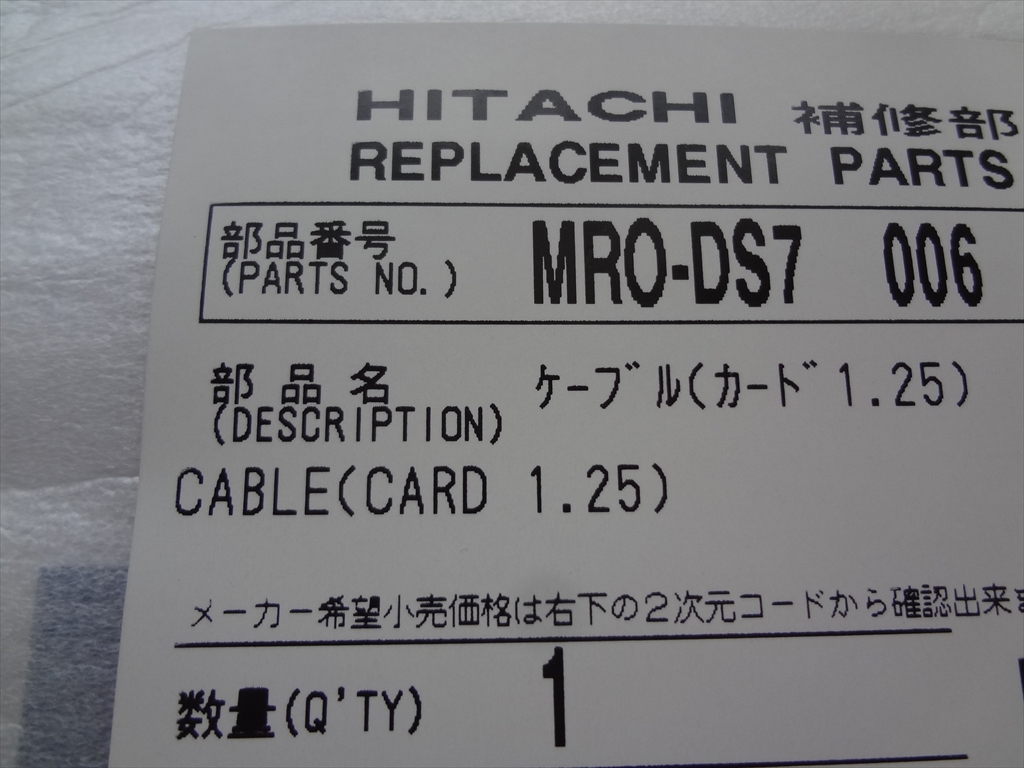 HITACHI 補修部
REPLACEMENT PARTS
部品番号
(PARTS NO.) MRO-DS7 006
部品名 ケーブル(カード1.25)
(DESCRIPTION)
CABLE(CARD 1.25)
メーカー希望小売価格は右下の2次元コードから確認出来ま
数量(Q'TY) 1